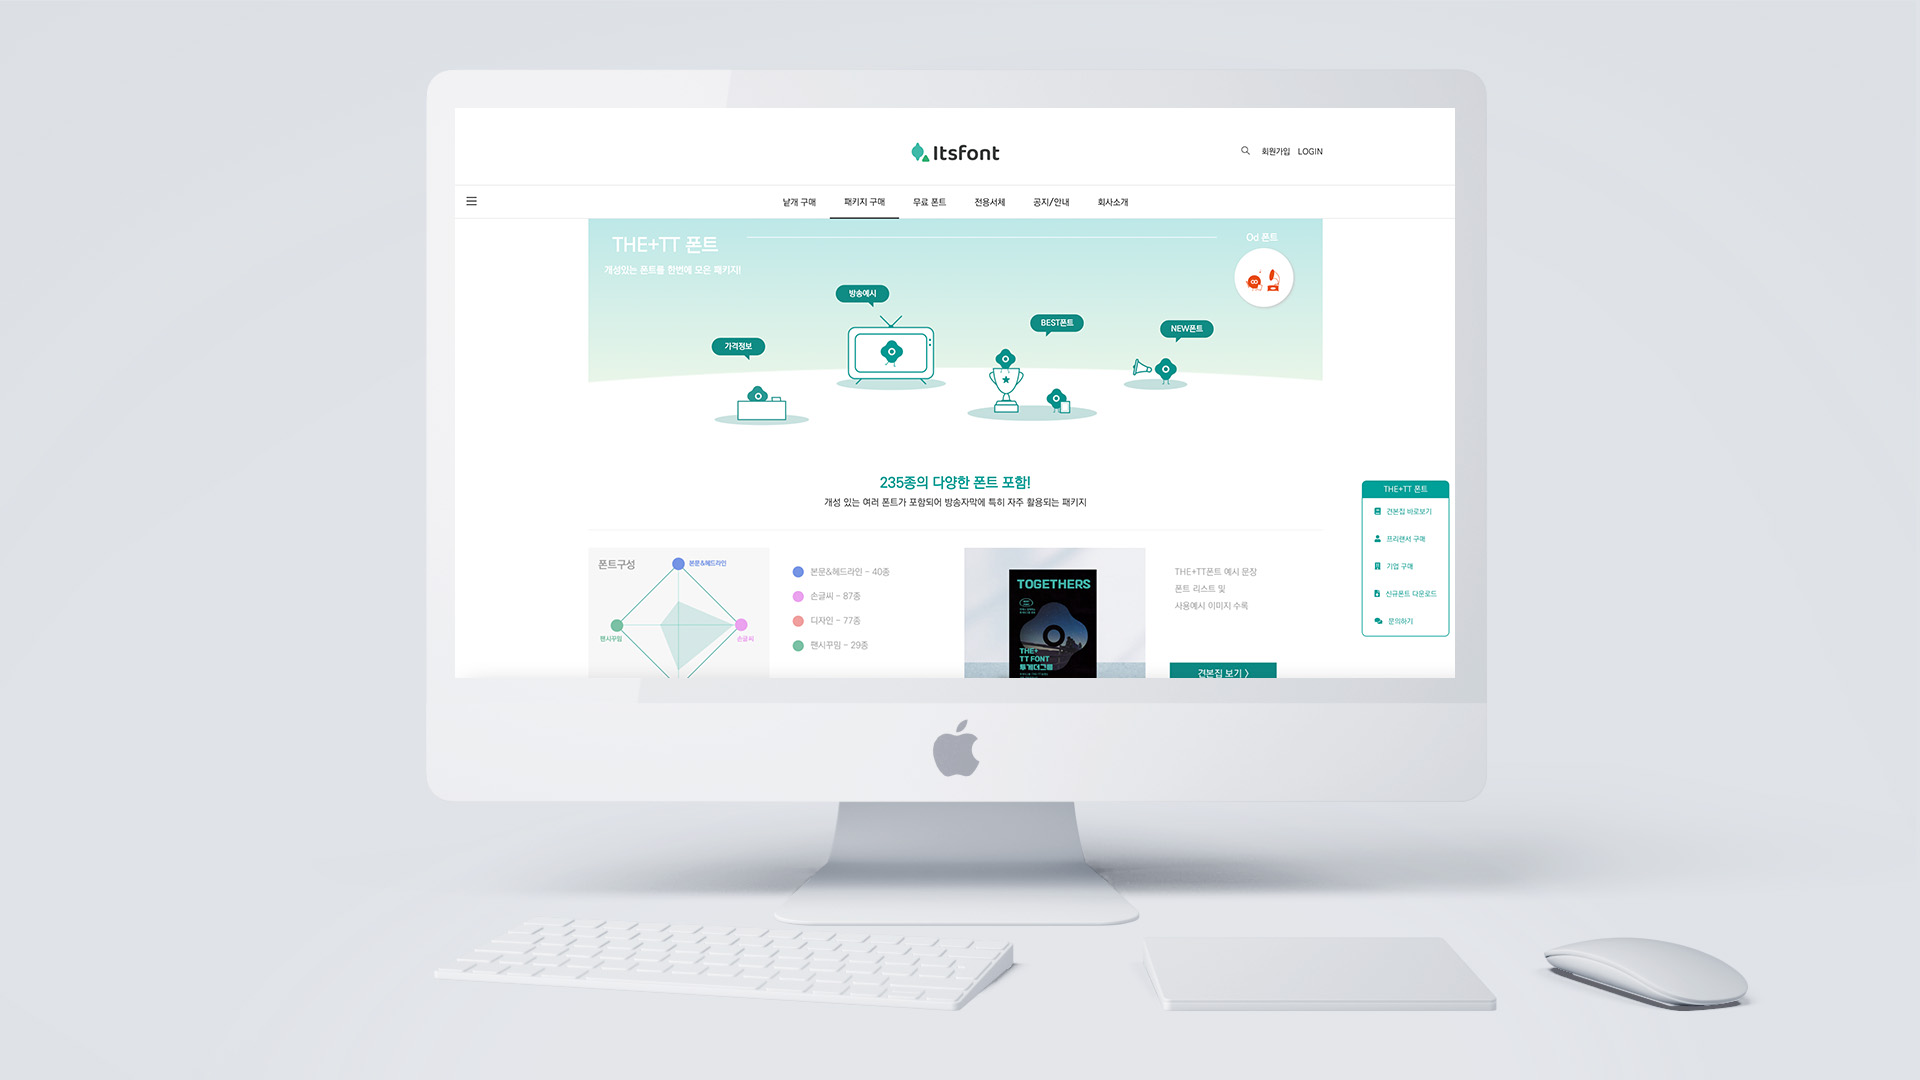 Itsfont
회원가입 LOGIN
낱개 구매 패키지 구매 무료 폰트 전용서체 공지/안내 회사소개
THE+TT 폰트
개성있는 폰트를 한번에 모은 패키지!
Od 폰트
방송예시
BEST폰트
NEW폰트
가격정보
235종의 다양한 폰트 포함!
개성 있는 여러 폰트가 포함되어 방송자막에 특히 자주 활용되는 패키지
THE+TT 폰트
견본집 바로보기
프리랜서 구매
기업 구매
신규폰트 다운로드
문의하기
폰트구성
본문&헤드라인
팬시꾸밈
손글씨
본문&헤드라인 - 40종
손글씨 - 87종
디자인 - 77종
팬시꾸밈 - 29종
TOGETHERS
THE+
TT FONT
투게더그룹
THE+TT폰트 예시 문장
폰트 리스트 및
사용예시 이미지 수록
견본집 보기 〉